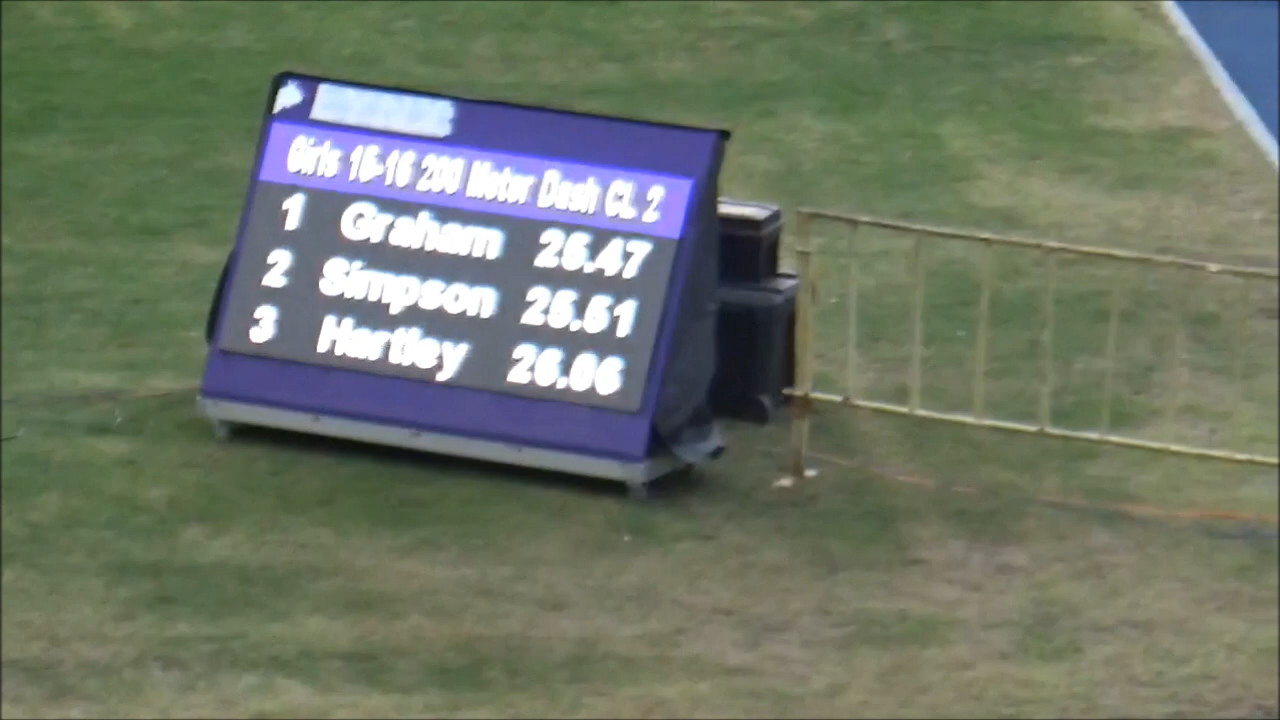 Girls 15-16 200 Meter Dash CL 2
1 Graham 25.47
2 Simpson 25.51
3 Hartley 26.06